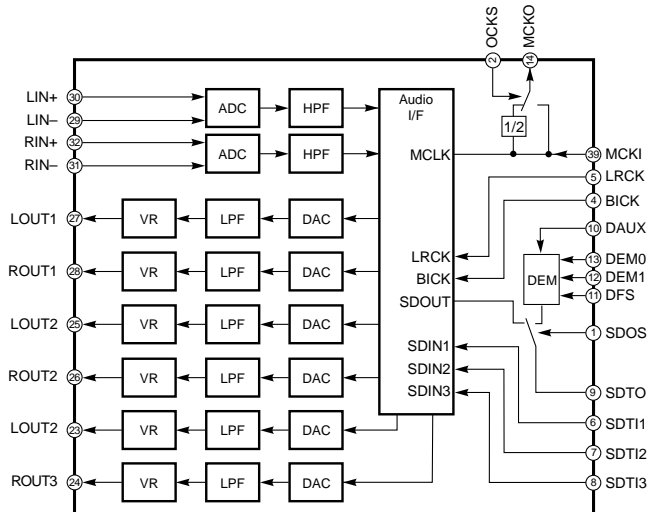 OCKS MCKO
2 14
LIN+ 30
LIN– 29
RIN+ 32
RIN– 31
ADC HPF
ADC HPF
Audio
I/F
1/2
MCLK
39 MCKI
5 LRCK
4 BICK
10 DAUX
13 DEM0
12 DEM1
11 DFS
DEM
LOUT1 27 VR LPF DAC
ROUT1 28 VR LPF DAC
LRCK
BICK
SDOUT
1 SDOS
LOUT2 25 VR LPF DAC
SDIN1
SDIN2
SDIN3
ROUT2 26 VR LPF DAC
9 SDTO
6 SDTI1
LOUT2 23 VR LPF DAC
7 SDTI2
ROUT3 24 VR LPF DAC
8 SDTI3